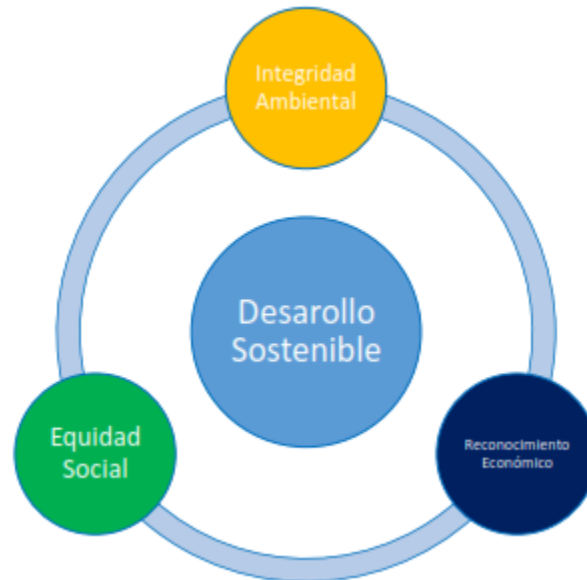 Integridad
Ambiental
Desarollo
Sostenible
Equidad
Social
Reconocimiento
Económico